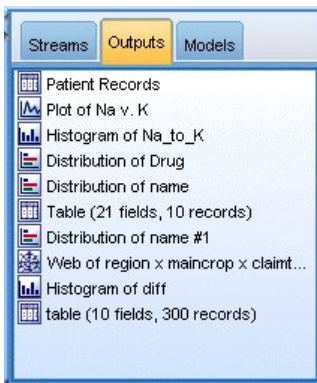 Streams Outputs Models
Patient Records
Plot of Na v. K
Histogram of Na_to_K
Distribution of Drug
Distribution of name
Table (21 fields, 10 records)
Distribution of name #1
Web of region x maincrop x claimt...
Histogram of diff
table (10 fields, 300 records)